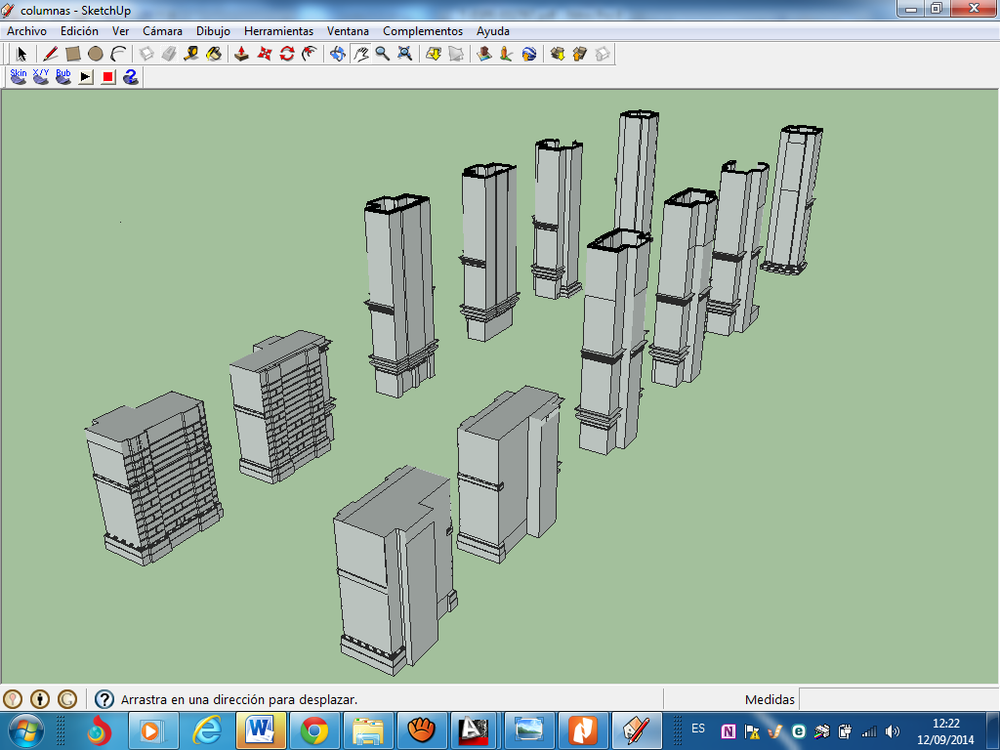 columnas - SketchUp
Archivo Edición Ver Cámara Dibujo Herramientas Ventana Complementos Ayuda
Skin X/Y Bub
Arrastra en una dirección para desplazar.
Medidas
ES
12:22
12/09/2014